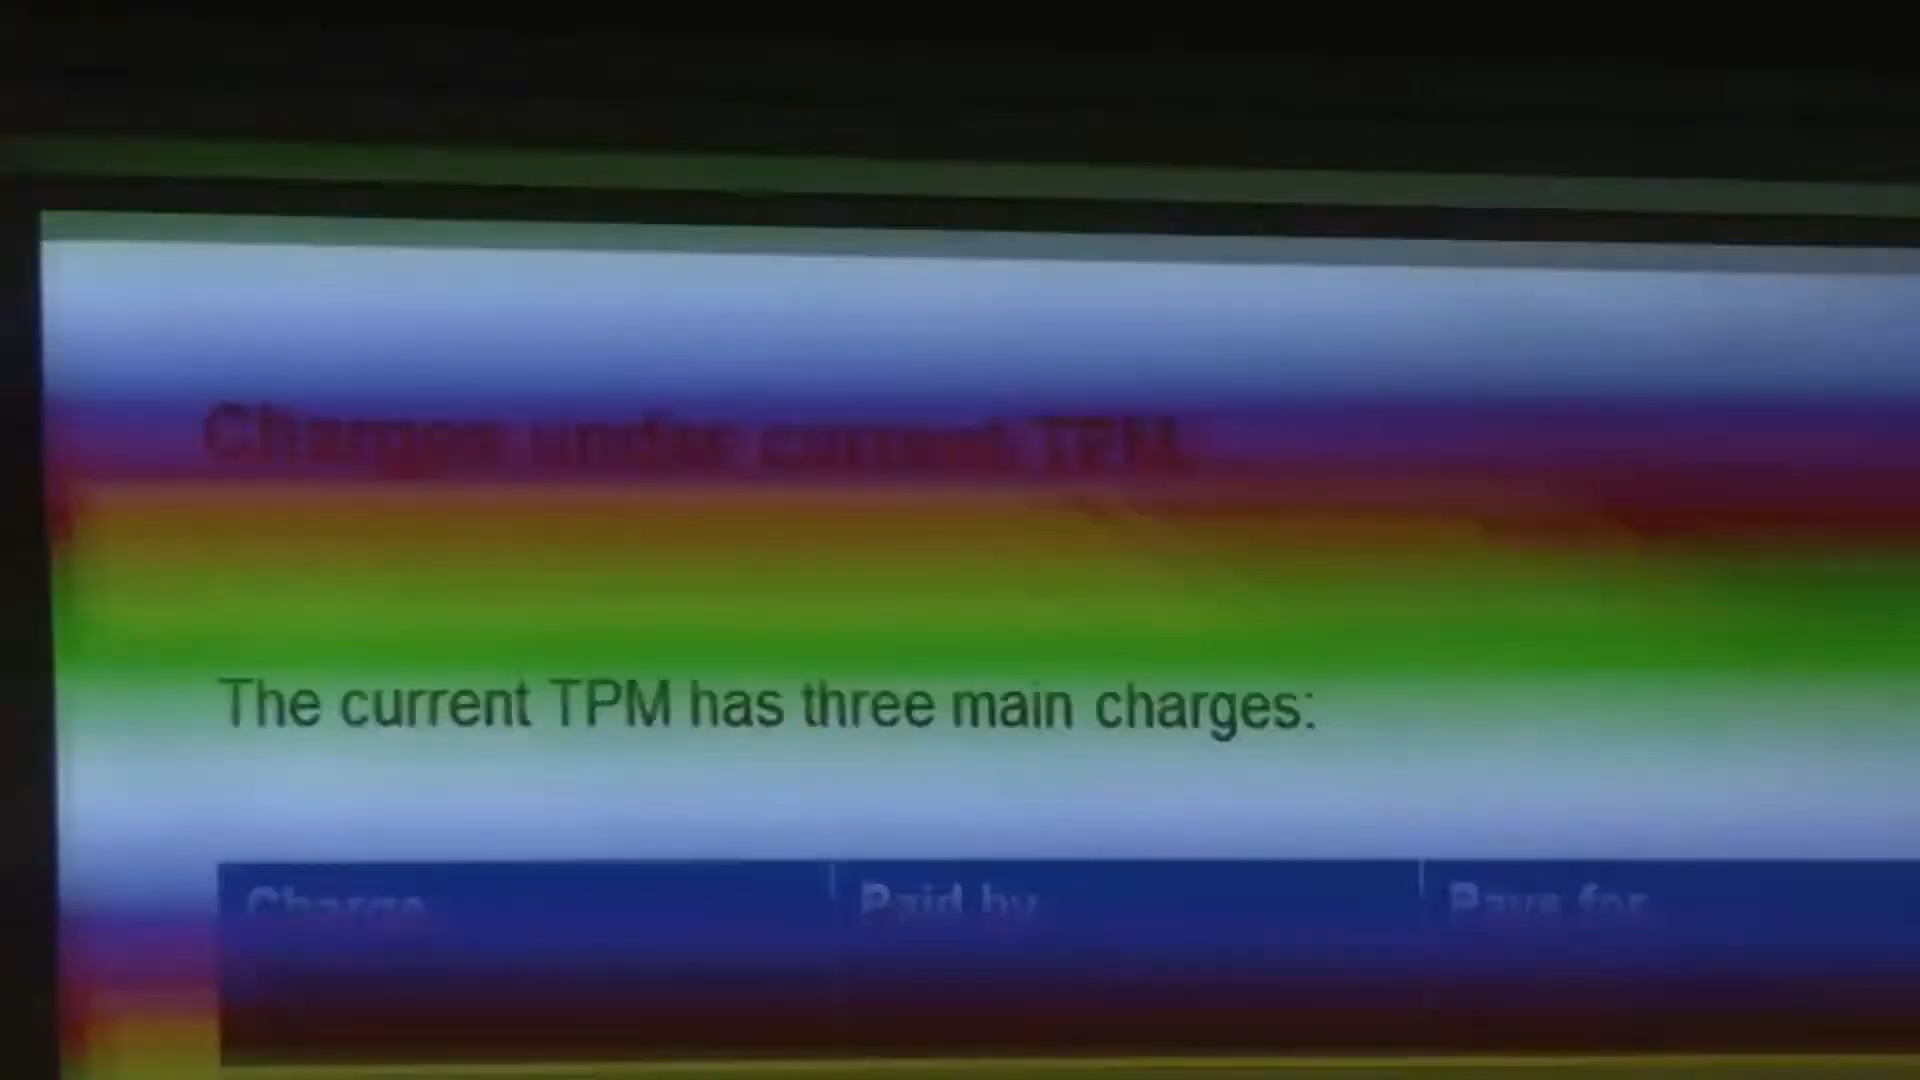 Charges under current TPM
The current TPM has three main charges:
Charge Paid by Pays for